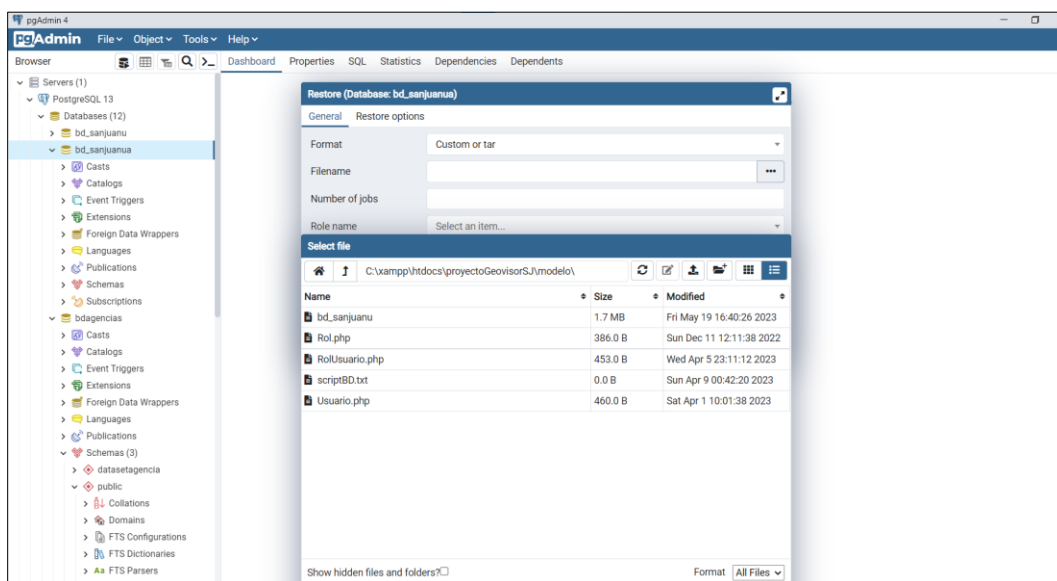 pgAdmin 4
pgAdmin File Object Tools Help
Browser Dashboard Properties SQL Statistics Dependencies Dependents
Servers (1)
PostgreSQL 13
Databases (12)
bd_sanjuanu
bd_sanjuanua
Casts
Catalogs
Event Triggers
Extensions
Foreign Data Wrappers
Languages
Publications
Schemas
Subscriptions
bdagencias
Casts
Catalogs
Event Triggers
Extensions
Foreign Data Wrappers
Languages
Publications
Schemas (3)
datasetagencia
public
Collations
Domains
FTS Configurations
FTS Dictionaries
Aa FTS Parsers
Restore (Database: bd_sanjuanua)
General Restore options
Format Custom or tar
Filename
Number of jobs
Role name Select an item...
Select file
C:\xampp\htdocs\proyectoGeovisorSJ\modelo\
Name Size Modified
bd_sanjuanu 1.7 MB Fri May 19 16:40:26 2023
Rol.php 386.0 B Sun Dec 11 12:11:38 2022
RolUsuario.php 453.0 B Wed Apr 5 23:11:12 2023
scriptBD.txt 0.0 B Sun Apr 9 00:42:20 2023
Usuario.php 460.0 B Sat Apr 1 10:01:38 2023
Show hidden files and folders? Format All Files